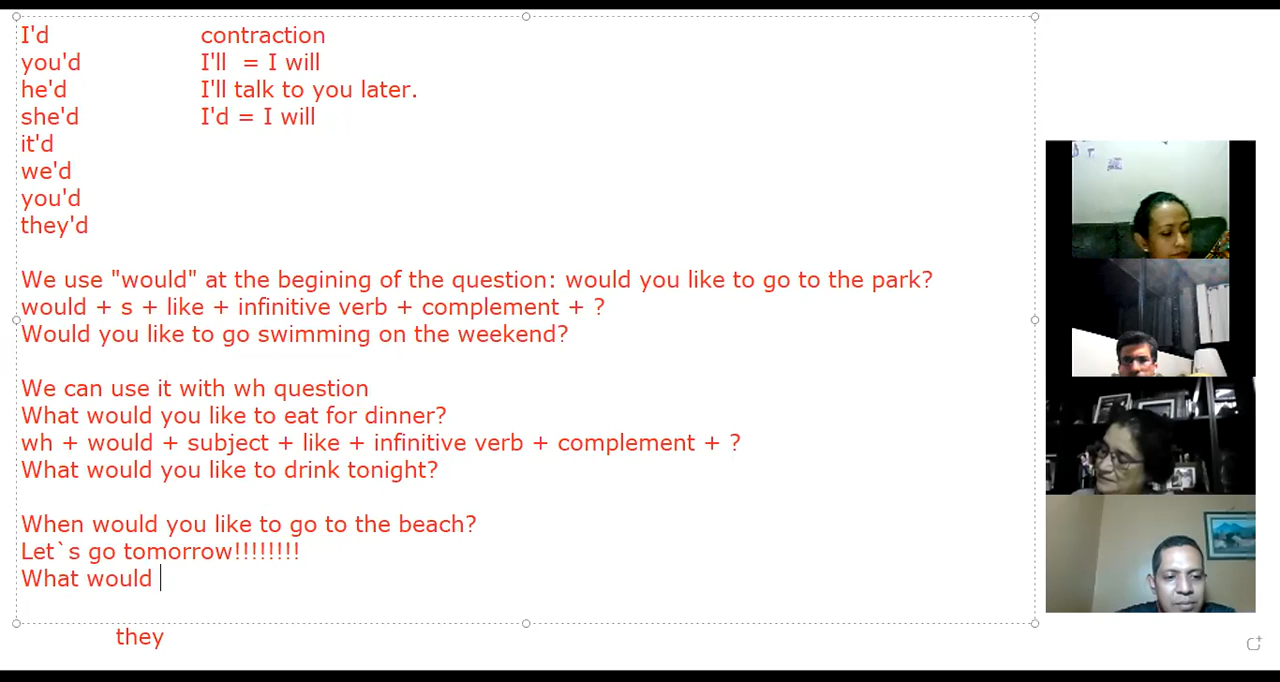 I'd contraction
you'd I'll = I will
he'd I'll talk to you later.
she'd I'd = I will
it'd
we'd
you'd
they'd
We use "would" at the begining of the question: would you like to go to the park?
would + s + like + infinitive verb + complement + ?
Would you like to go swimming on the weekend?
We can use it with wh question
What would you like to eat for dinner?
wh + would + subject + like + infinitive verb + complement + ?
What would you like to drink tonight?
When would you like to go to the beach?
Let`s go tomorrow!!!!!!!!
What would
they